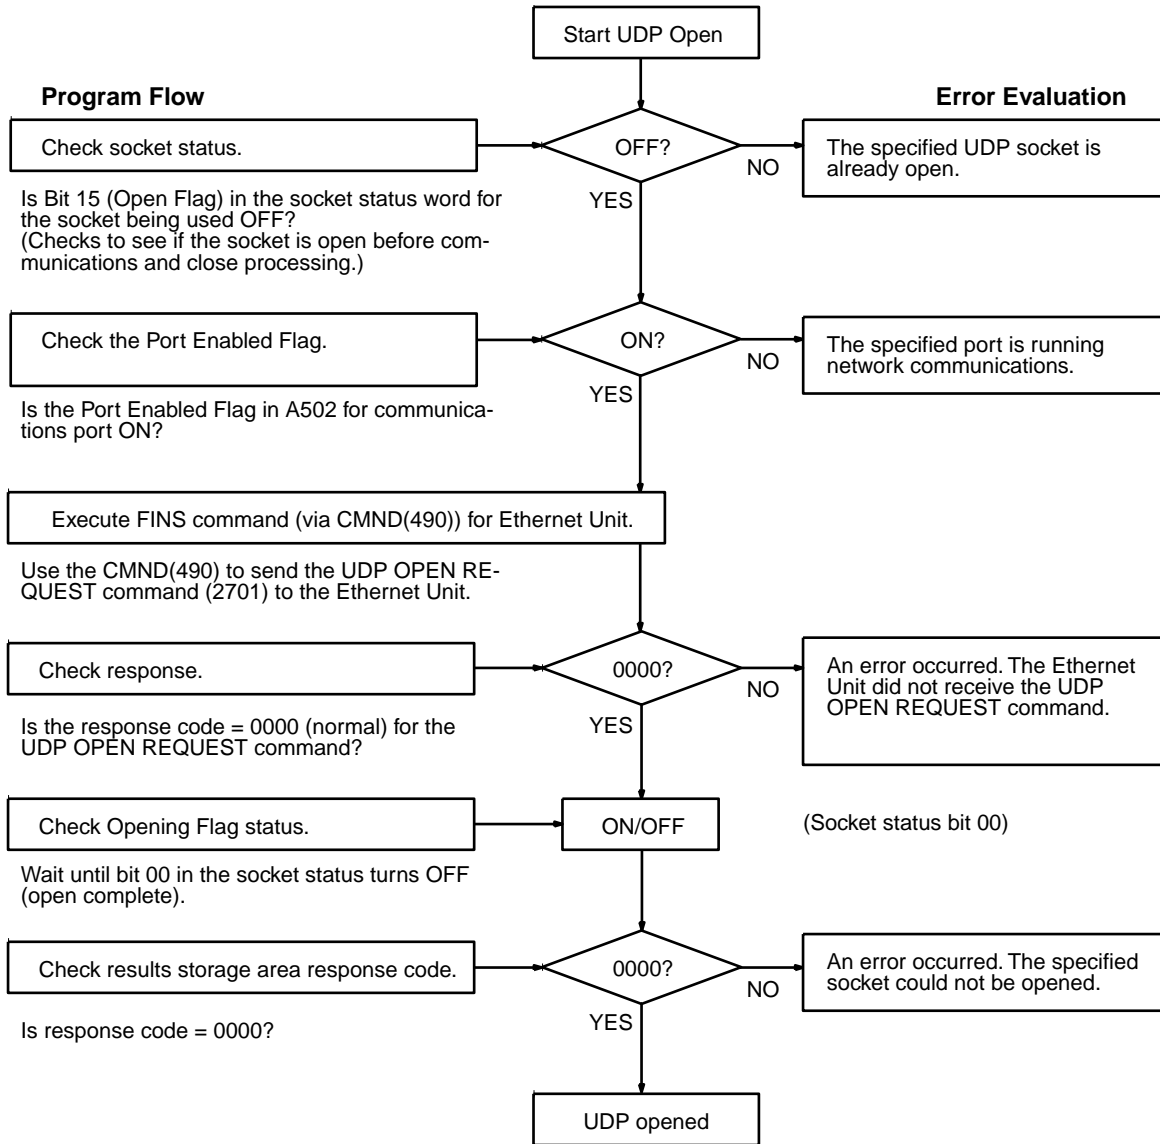 Start UDP Open
Program Flow
Error Evaluation
Check socket status.
OFF?
NO
The specified UDP socket is
already open.
YES
Is Bit 15 (Open Flag) in the socket status word for
the socket being used OFF?
(Checks to see if the socket is open before com-
munications and close processing.)
Check the Port Enabled Flag.
ON?
NO
The specified port is running
network communications.
YES
Is the Port Enabled Flag in A502 for communica-
tions port ON?
Execute FINS command (via CMND(490)) for Ethernet Unit.
Use the CMND(490) to send the UDP OPEN RE-
QUEST command (2701) to the Ethernet Unit.
Check response.
0000?
NO
An error occurred. The Ethernet
Unit did not receive the UDP
OPEN REQUEST command.
YES
Is the response code = 0000 (normal) for the
UDP OPEN REQUEST command?
Check Opening Flag status.
ON/OFF
(Socket status bit 00)
Wait until bit 00 in the socket status turns OFF
(open complete).
Check results storage area response code.
0000?
NO
An error occurred. The specified
socket could not be opened.
YES
Is response code = 0000?
UDP opened